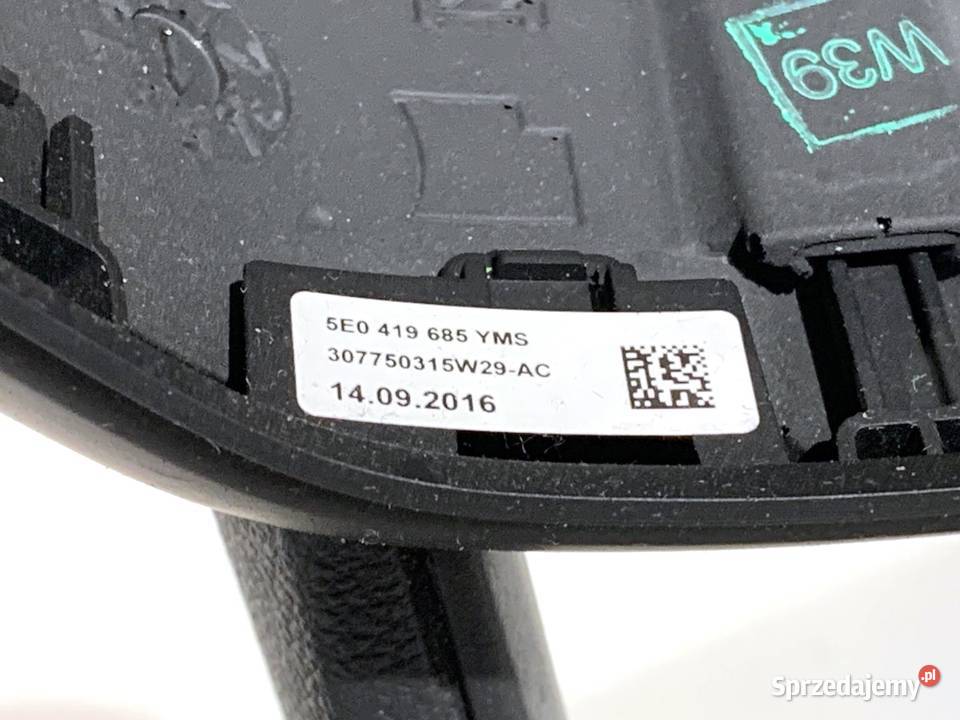 W39
5E0 419 685 YMS
307750315W29-AC
14.09.2016
Sprzedajemy.pl